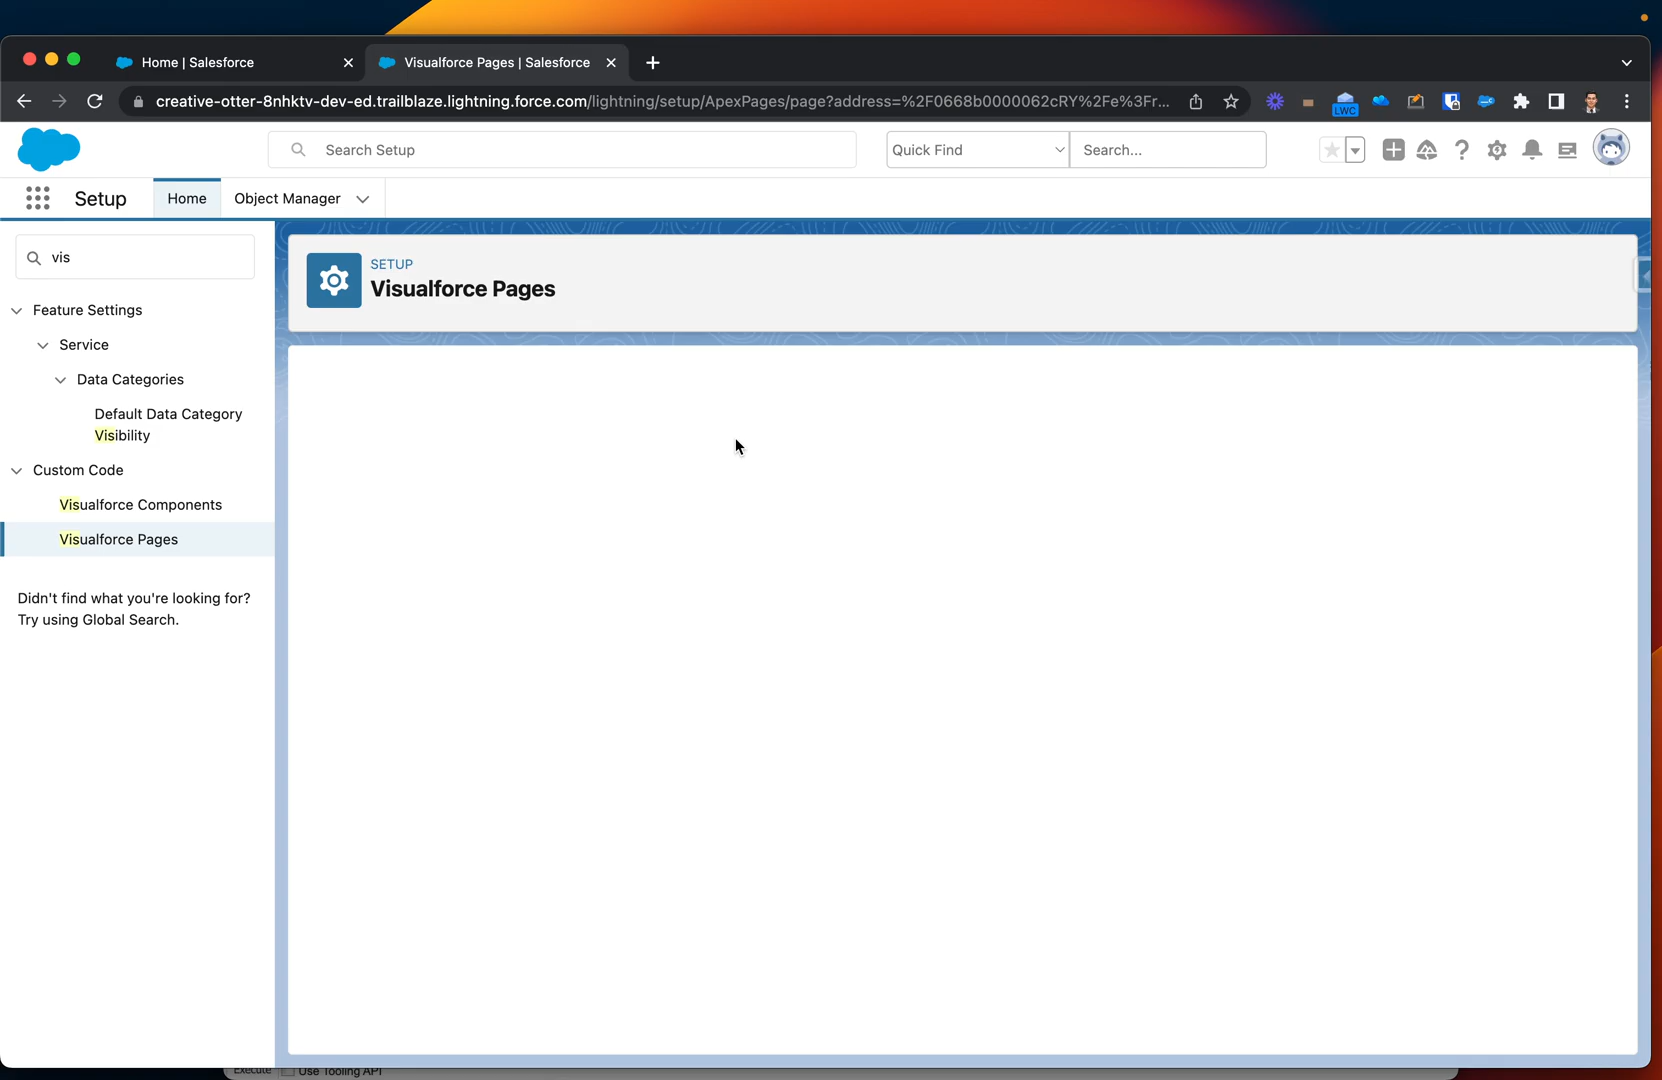 Home | Salesforce
Visualforce Pages | Salesforce
creative-otter-8nhktv-dev-ed.trailblaze.lightning.force.com/lightning/setup/ApexPages/page?address=%2F0668b0000062cRY%2Fe%3Fr...
LWC
Search Setup
Quick Find
Search...
Setup
Home
Object Manager
vis
SETUP
Visualforce Pages
Feature Settings
Service
Data Categories
Default Data Category
Visibility
Custom Code
Visualforce Components
Visualforce Pages
Didn't find what you're looking for?
Try using Global Search.
Execute
Use Tooling API